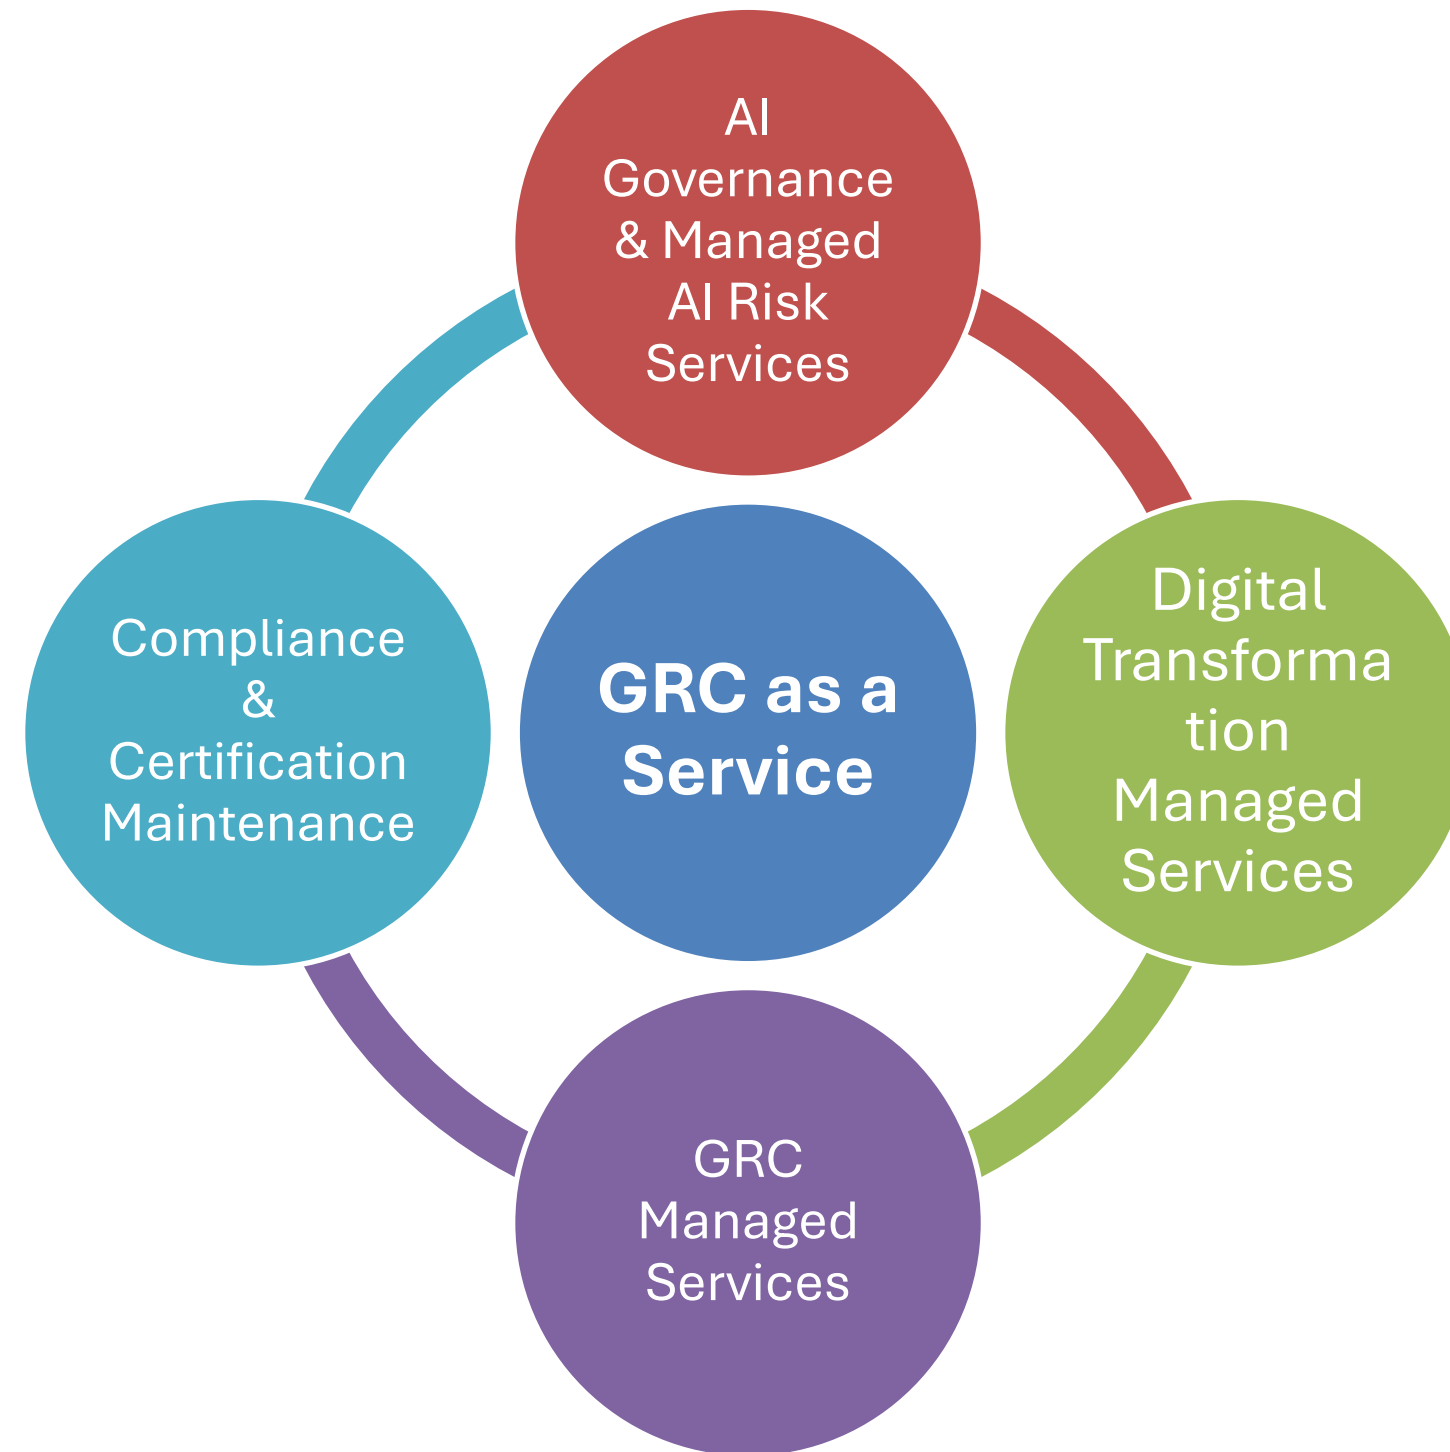 AI
Governance
& Managed
AI Risk
Services
Compliance
&
Certification
Maintenance
GRC as a
Service
Digital
Transforma
tion
Managed
Services
GRC
Managed
Services